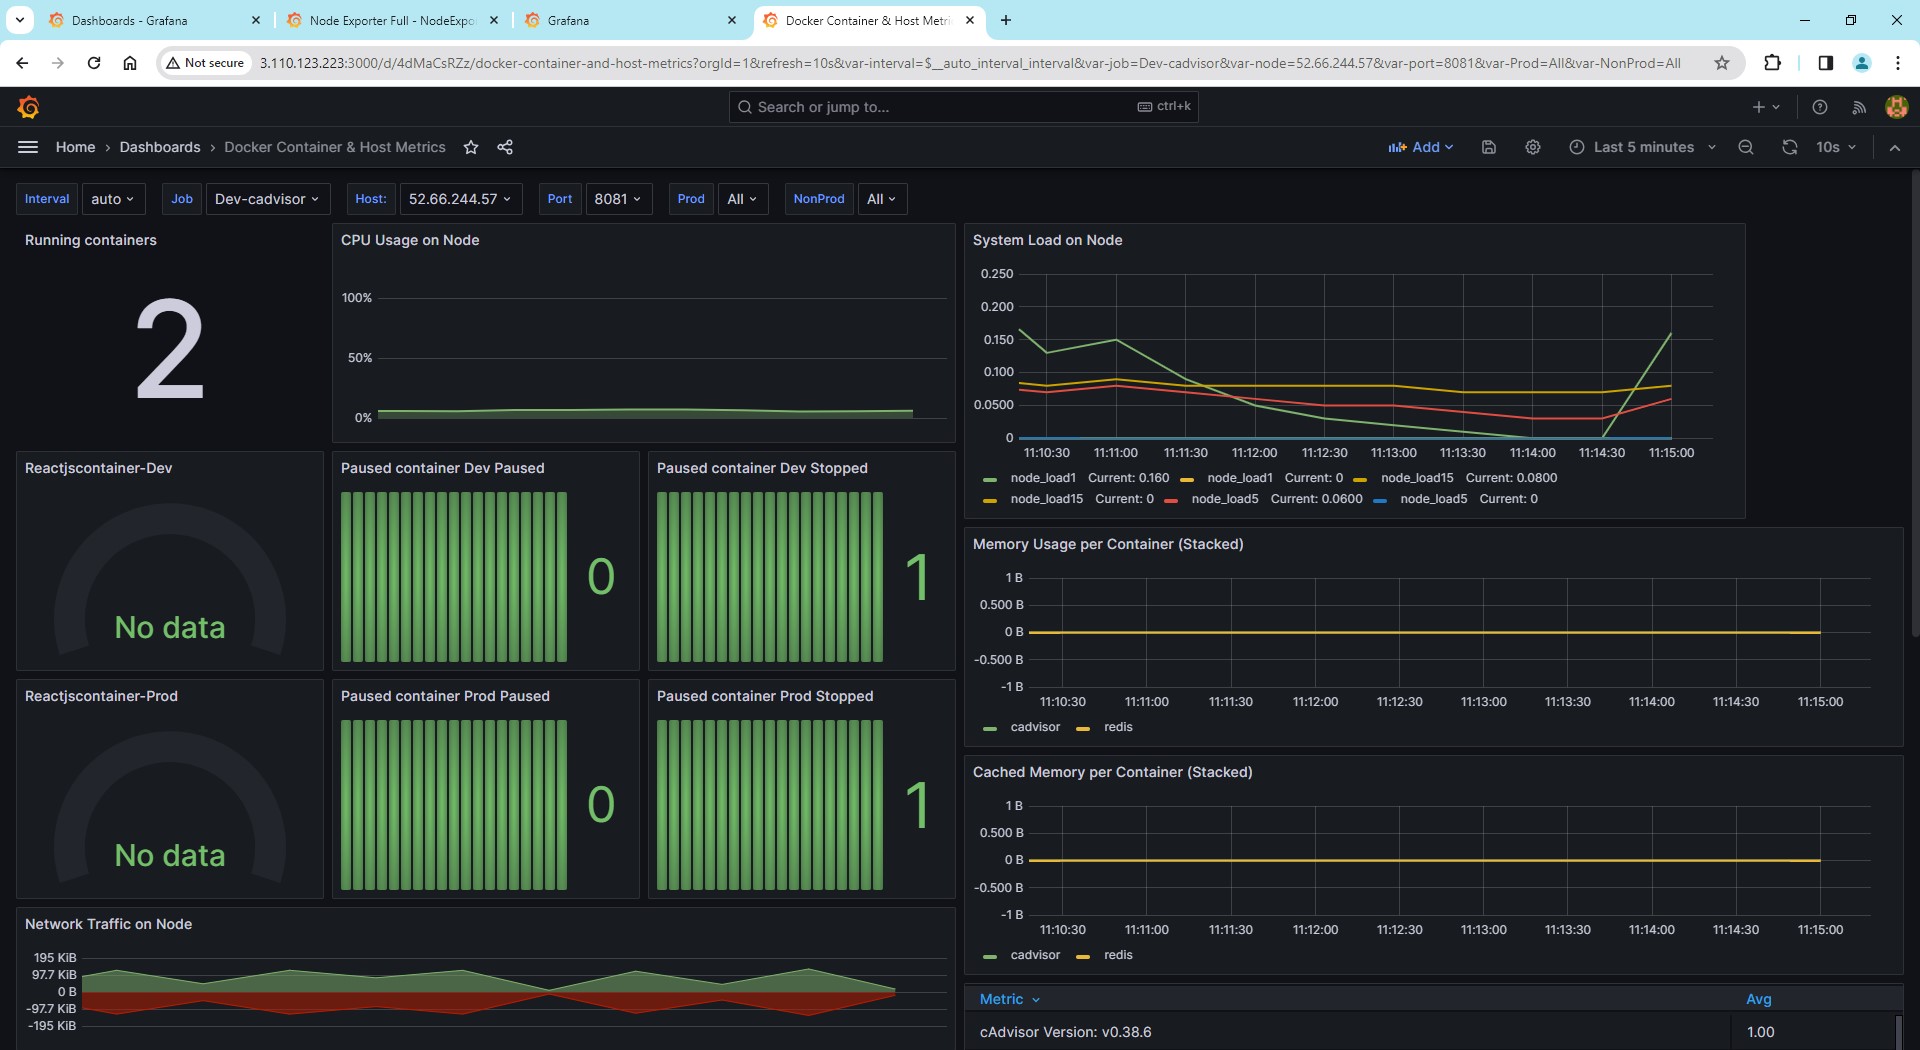 Dashboards - Grafana
Node Exporter Full - NodeExpo
Grafana
Docker Container & Host Metri
Not secure
3.110.123.223:3000/d/4dMaCsRZz/docker-container-and-host-metrics?orgId=1&refresh=10s&var-interval=$__auto_interval_interval&var-job=Dev-cadvisor&var-node=52.66.244.57&var-port=8081&var-Prod=All&var-NonProd=All
Search or jump to...
ctrl+k
Home › Dashboards › Docker Container & Host Metrics
Add
Last 5 minutes
10s
Interval auto
Job Dev-cadvisor
Host: 52.66.244.57
Port 8081
Prod All
NonProd All
Running containers
2
CPU Usage on Node
100%
50%
0%
System Load on Node
0.250
0.200
0.150
0.100
0.0500
0
11:10:30 11:11:00 11:11:30 11:12:00 11:12:30 11:13:00 11:13:30 11:14:00 11:14:30 11:15:00
node_load1 Current: 0.160 node_load1 Current: 0 node_load15 Current: 0.0800
node_load15 Current: 0 node_load5 Current: 0.0600 node_load5 Current: 0
Reactjscontainer-Dev
No data
Paused container Dev Paused
0
Paused container Dev Stopped
1
Memory Usage per Container (Stacked)
1 B
0.500 B
0 B
-0.500 B
-1 B
11:10:30 11:11:00 11:11:30 11:12:00 11:12:30 11:13:00 11:13:30 11:14:00 11:14:30 11:15:00
cadvisor redis
Reactjscontainer-Prod
No data
Paused container Prod Paused
0
Paused container Prod Stopped
1
Cached Memory per Container (Stacked)
1 B
0.500 B
0 B
-0.500 B
-1 B
11:10:30 11:11:00 11:11:30 11:12:00 11:12:30 11:13:00 11:13:30 11:14:00 11:14:30 11:15:00
cadvisor redis
Network Traffic on Node
195 KiB
97.7 KiB
0 B
-97.7 KiB
-195 KiB
Metric Avg
cAdvisor Version: v0.38.6 1.00